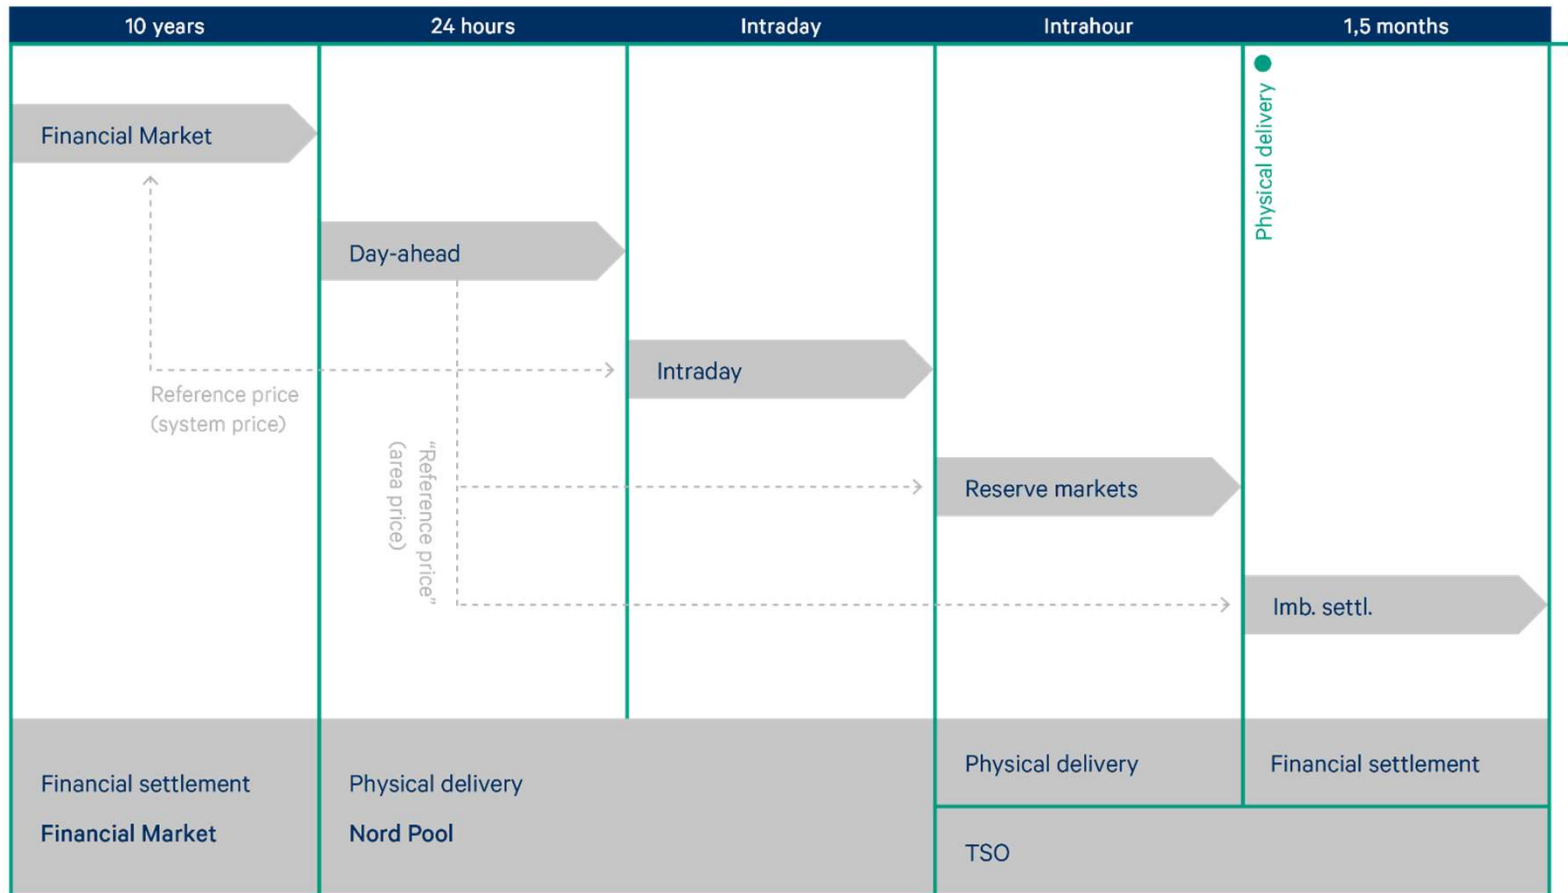 10 years
24 hours
Intraday
Intrahour
1,5 months
Physical delivery
Financial Market
Day-ahead
Intraday
Reference price
(system price)
"Reference price"
(area price)
Reserve markets
Imb. settl.
Financial settlement
Financial Market
Physical delivery
Nord Pool
Physical delivery
Financial settlement
TSO